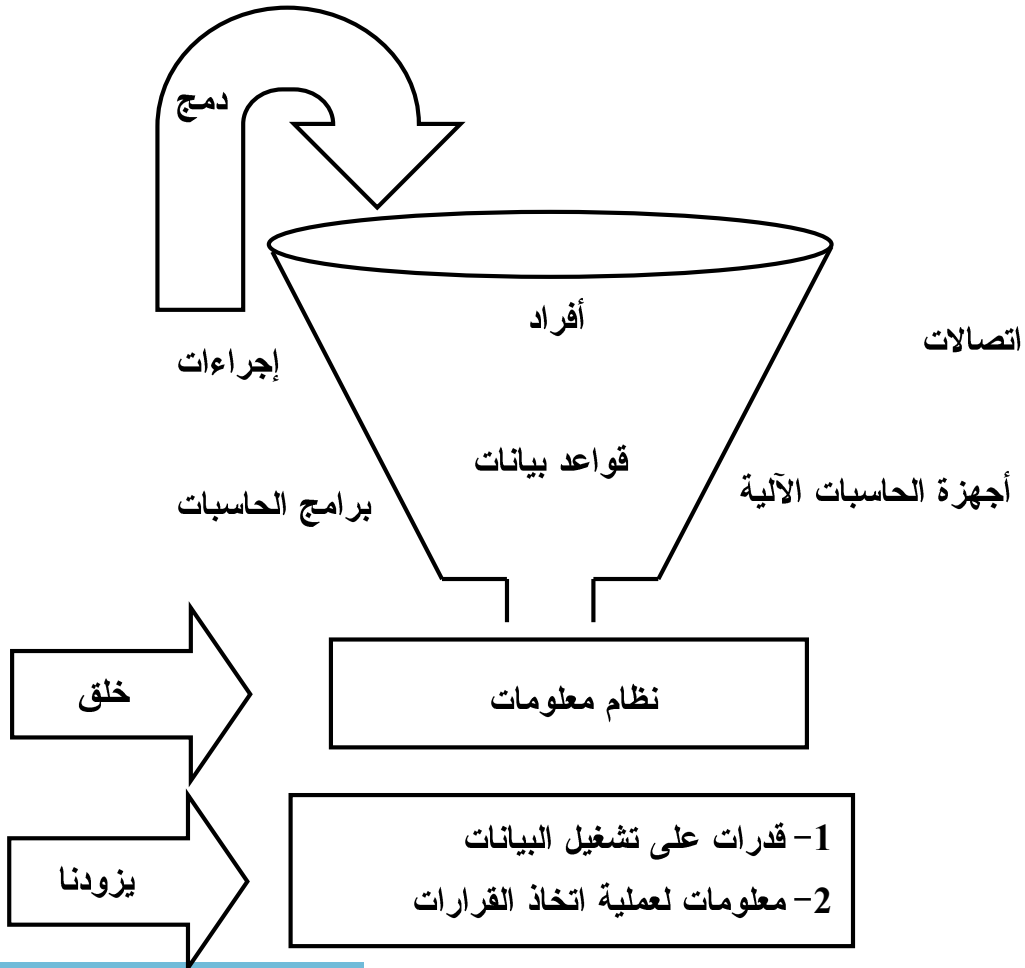 دمج
أفراد
اتصالات
إجراءات
قواعد بيانات
أجهزة الحاسبات الآلية
برامج الحاسبات
خلق
نظام معلومات
يزودنا
1- قدرات على تشغيل البيانات
2- معلومات لعملية اتخاذ القرارات